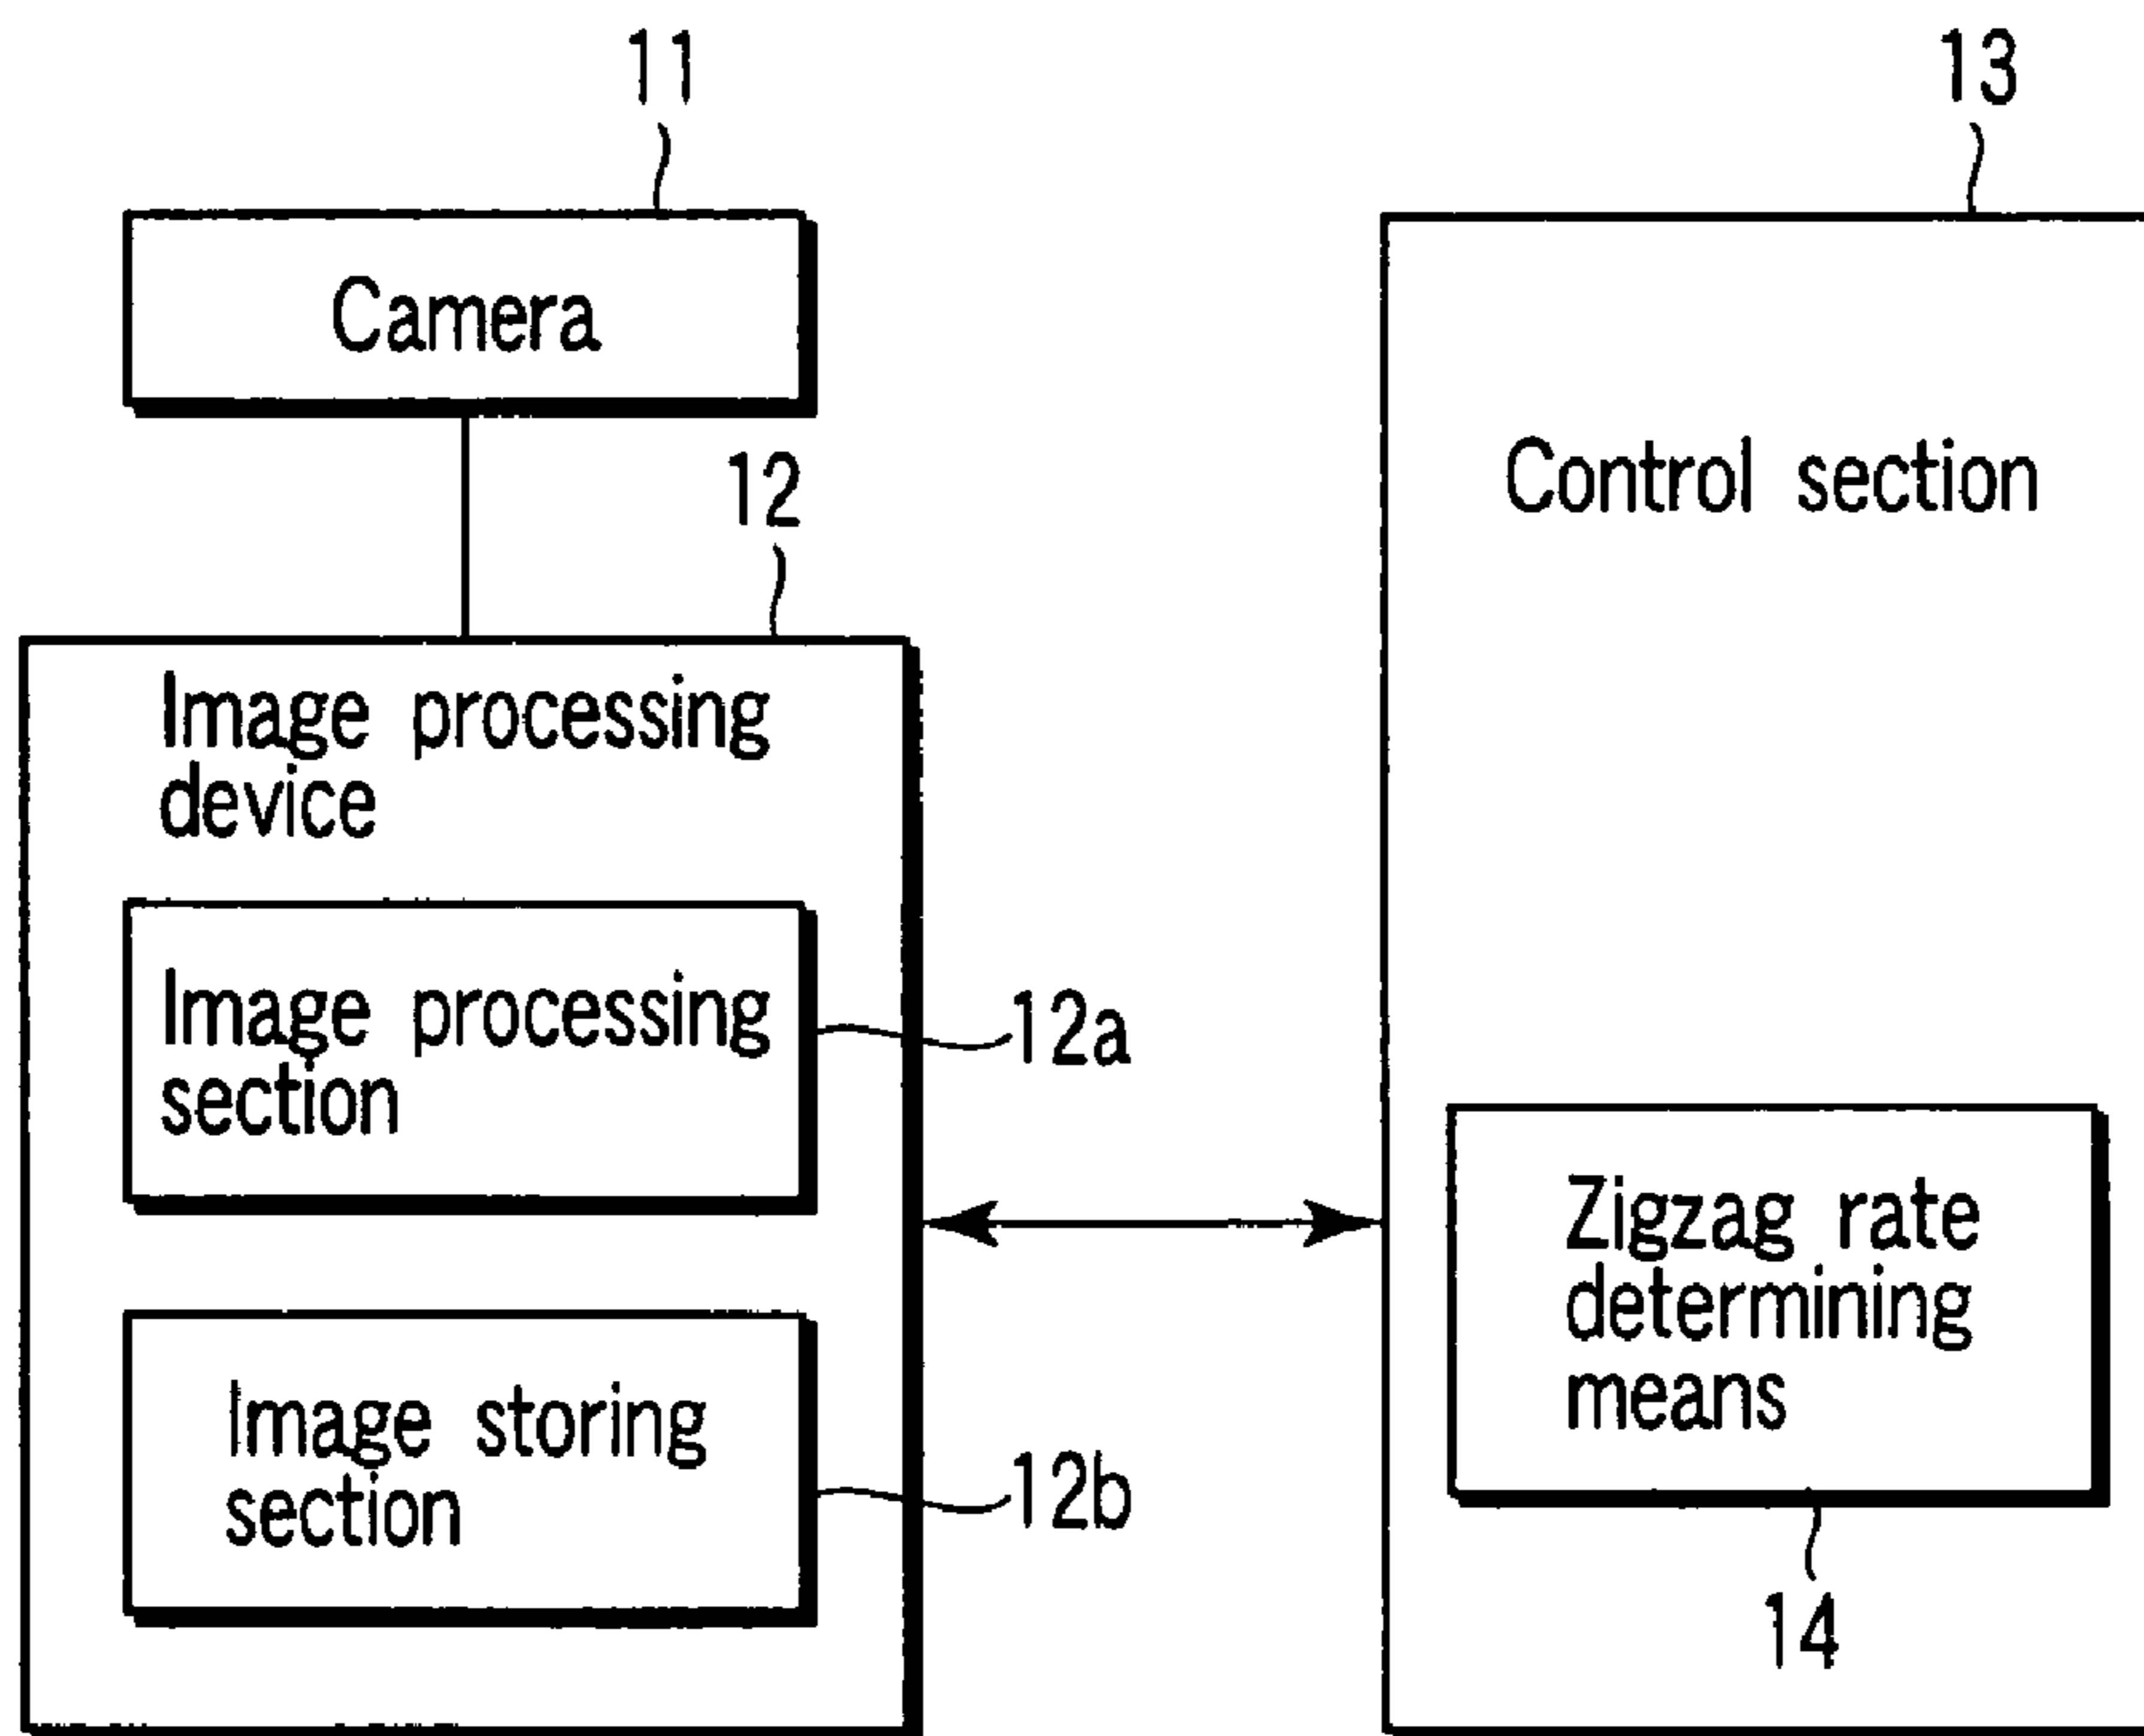 11
Camera
12
Image processing
device
Image processing
section
12a
Image storing
section
12b
13
Control section
Zigzag rate
determining
means
14